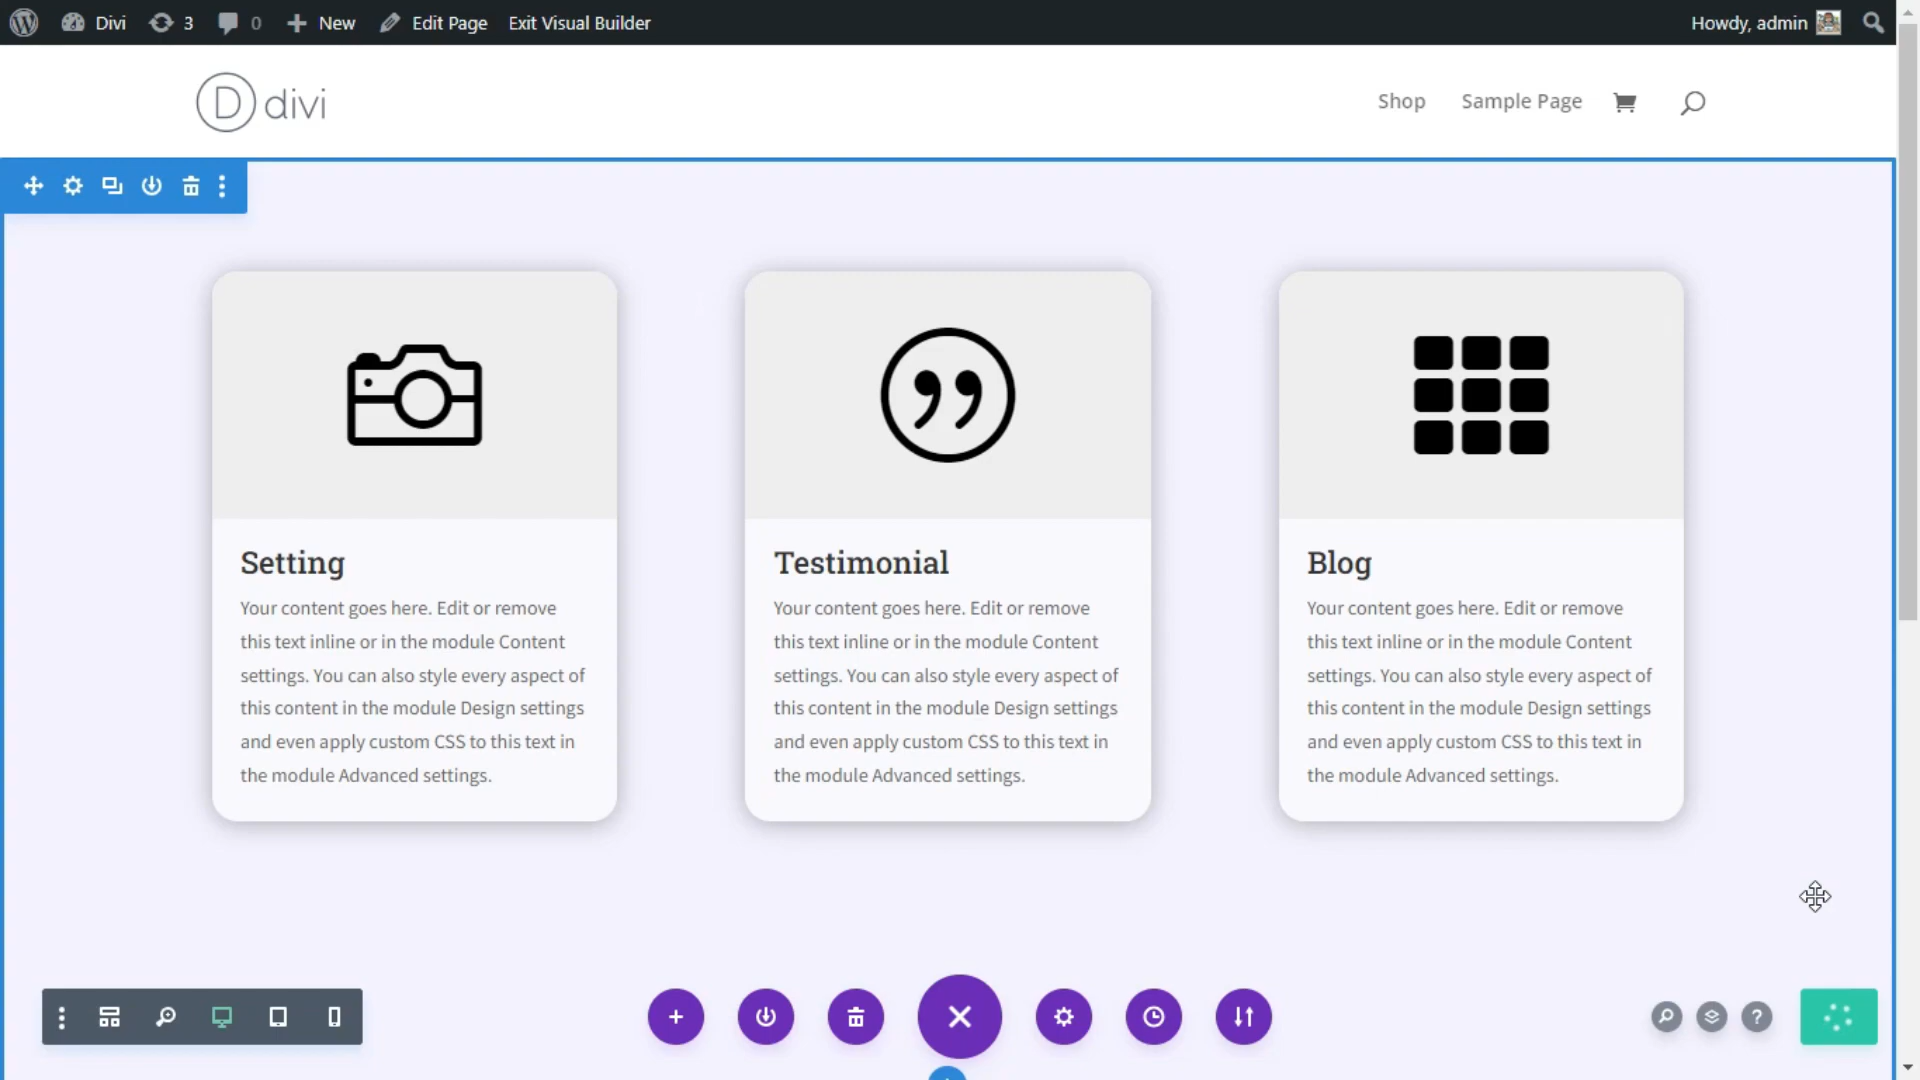 Divi
3
0
New
Edit Page
Exit Visual Builder
Howdy, admin
D divi
Shop
Sample Page
Setting
Your content goes here. Edit or remove
this text inline or in the module Content
settings. You can also style every aspect of
this content in the module Design settings
and even apply custom CSS to this text in
the module Advanced settings.
Testimonial
Your content goes here. Edit or remove
this text inline or in the module Content
settings. You can also style every aspect of
this content in the module Design settings
and even apply custom CSS to this text in
the module Advanced settings.
Blog
Your content goes here. Edit or remove
this text inline or in the module Content
settings. You can also style every aspect of
this content in the module Design settings
and even apply custom CSS to this text in
the module Advanced settings.